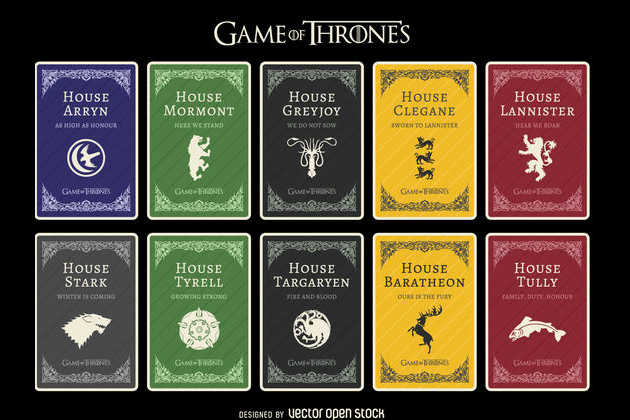 GAME OF THRONES
HOUSE ARRYN
AS HIGH AS HONOUR
GAME OF THRONES
HOUSE MORMONT
HERE WE STAND
GAME OF THRONES
HOUSE GREYJOY
WE DO NOT SOW
GAME OF THRONES
HOUSE CLEGANE
SWORN TO LANNISTER
GAME OF THRONES
HOUSE LANNISTER
HEAR ME ROAR
GAME OF THRONES
HOUSE STARK
WINTER IS COMING
GAME OF THRONES
HOUSE TYRELL
GROWING STRONG
GAME OF THRONES
HOUSE TARGARYEN
FIRE AND BLOOD
GAME OF THRONES
HOUSE BARATHEON
OURS IS THE FURY
GAME OF THRONES
HOUSE TULLY
FAMILY, DUTY, HONOUR
GAME OF THRONES
DESIGNED BY VECTOR OPEN STOCK